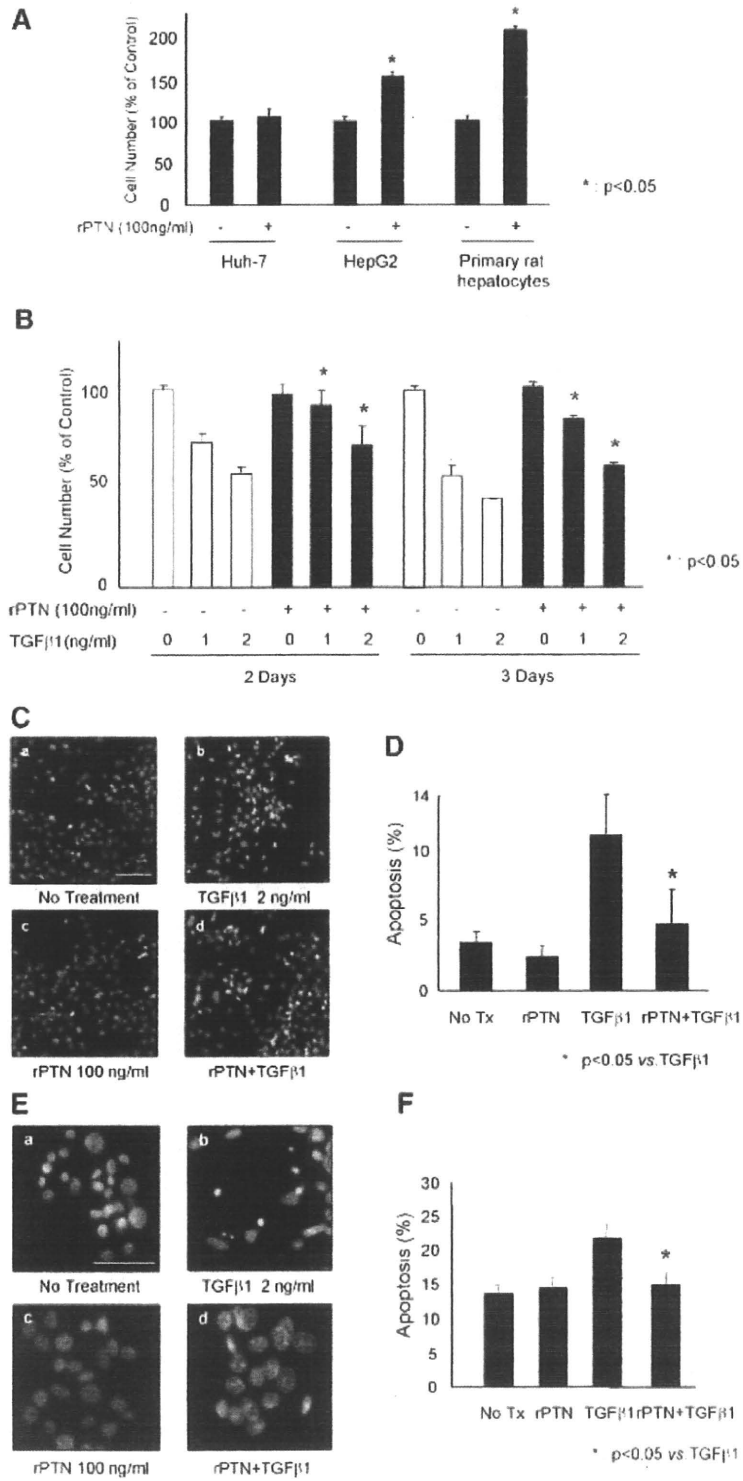 A
Cell Number (% of Control)
200
150
100
50
0
* : p<0.05
rPTN (100ng/ml) - + - + - +
Huh-7 HepG2 Primary rat
hepatocytes
B
Cell Number (% of Control)
100
50
0
* : p<0 05
rPTN (100ng/ml) - - - + + + - - - + + +
TGFβ1(ng/ml) 0 1 2 0 1 2 0 1 2 0 1 2
2 Days 3 Days
C
a b
No Treatment TGFβ1 2 ng/ml
c d
rPTN 100 ng/ml rPTN+TGFβ1
D
Apoptosis (%)
14
10
5
0
*
No Tx rPTN TGFβ1 rPTN+TGFβ1
* p<0.05 vs.TGFβ1
E
a b
No Treatment TGFβ1 2 ng/ml
c d
rPTN 100 ng/ml rPTN+TGFβ1
F
Apoptosis (%)
30
25
20
15
10
5
0
*
No Tx rPTN TGFβ1 rPTN+TGFβ1
* p<0.05 vs TGFβ1